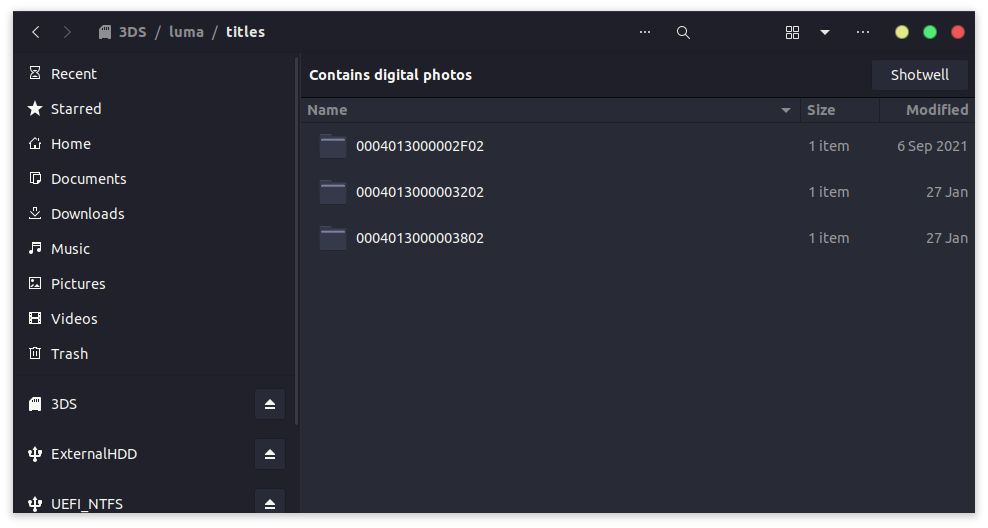 3DS / luma / titles
Recent
Starred
Home
Documents
Downloads
Music
Pictures
Videos
Trash
3DS
ExternalHDD
UEFI_NTFS
Contains digital photos
Shotwell
Name Size Modified
0004013000002F02 1 item 6 Sep 2021
0004013000003202 1 item 27 Jan
0004013000003802 1 item 27 Jan